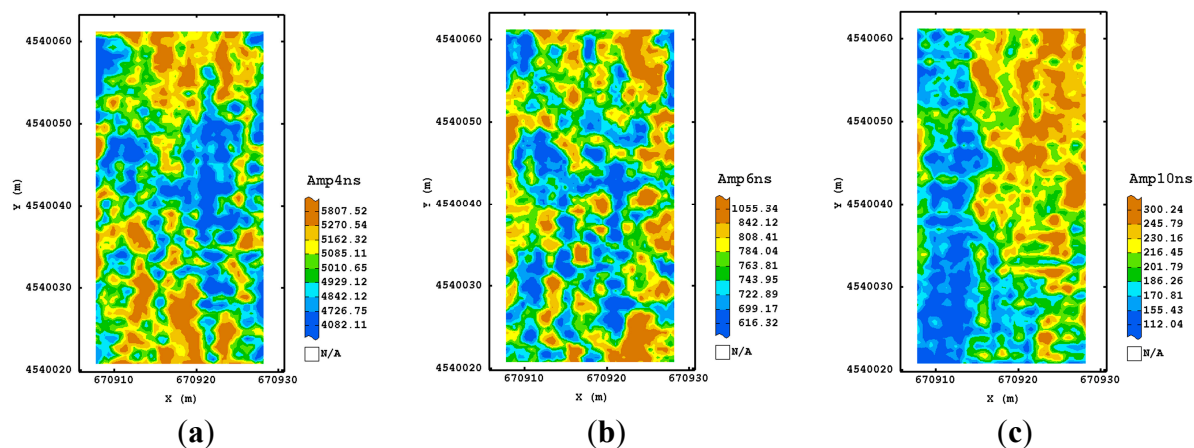 4540060
4540050
4540040
4540030
4540020
Y (m)
670910 670920 670930
X (m)
Amp4ns
5807.52
5270.54
5162.32
5085.11
5010.65
4929.12
4842.12
4726.75
4082.11
N/A
(a)
4540060
4540050
4540040
4540030
4540020
Y (m)
670910 670920 670930
X (m)
Amp6ns
1055.34
842.12
808.41
784.04
763.81
743.95
722.89
699.17
616.32
N/A
(b)
4540060
4540050
4540040
4540030
4540020
Y (m)
670910 670920 670930
X (m)
Amp10ns
300.24
245.79
230.16
216.45
201.79
186.26
170.81
155.43
112.04
N/A
(c)